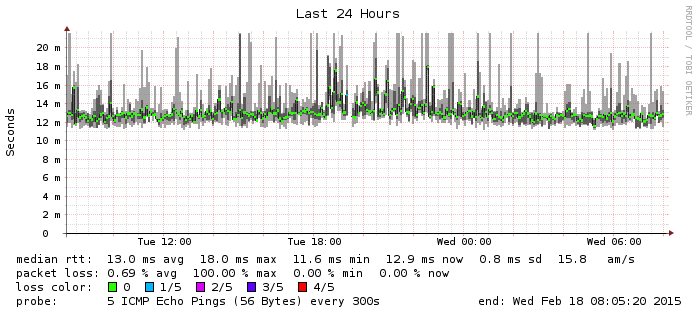 Last 24 Hours
RRDTOOL / TOBI OETIKER
Seconds
20 m
18 m
16 m
14 m
12 m
10 m
8 m
6 m
4 m
2 m
0
Tue 12:00 Tue 18:00 Wed 00:00 Wed 06:00
median rtt: 13.0 ms avg 18.0 ms max 11.6 ms min 12.9 ms now 0.8 ms sd 15.8 am/s
packet loss: 0.69 % avg 100.00 % max 0.00 % min 0.00 % now
loss color: 0 1/5 2/5 3/5 4/5
probe: 5 ICMP Echo Pings (56 Bytes) every 300s end: Wed Feb 18 08:05:20 2015